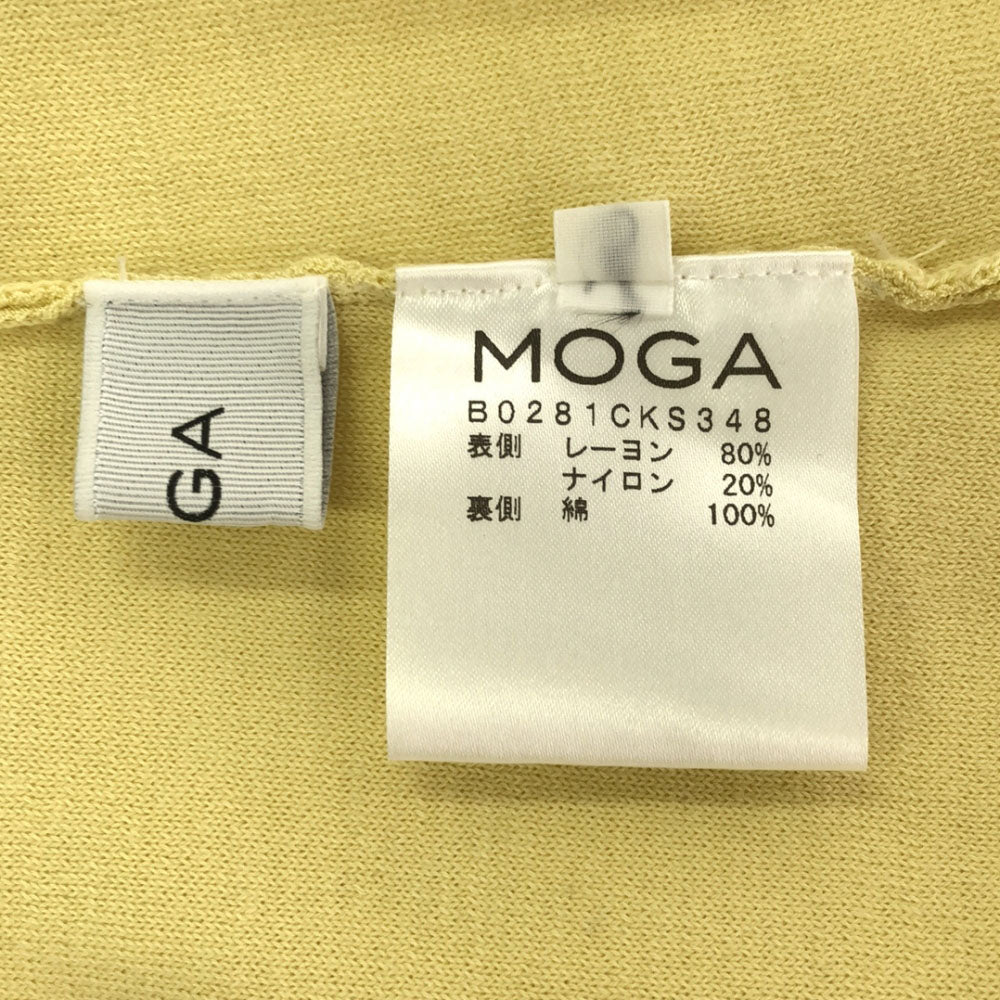 GA
MOGA
B0281CKS348
表側 レーヨン 80%
ナイロン 20%
裏側 綿 100%